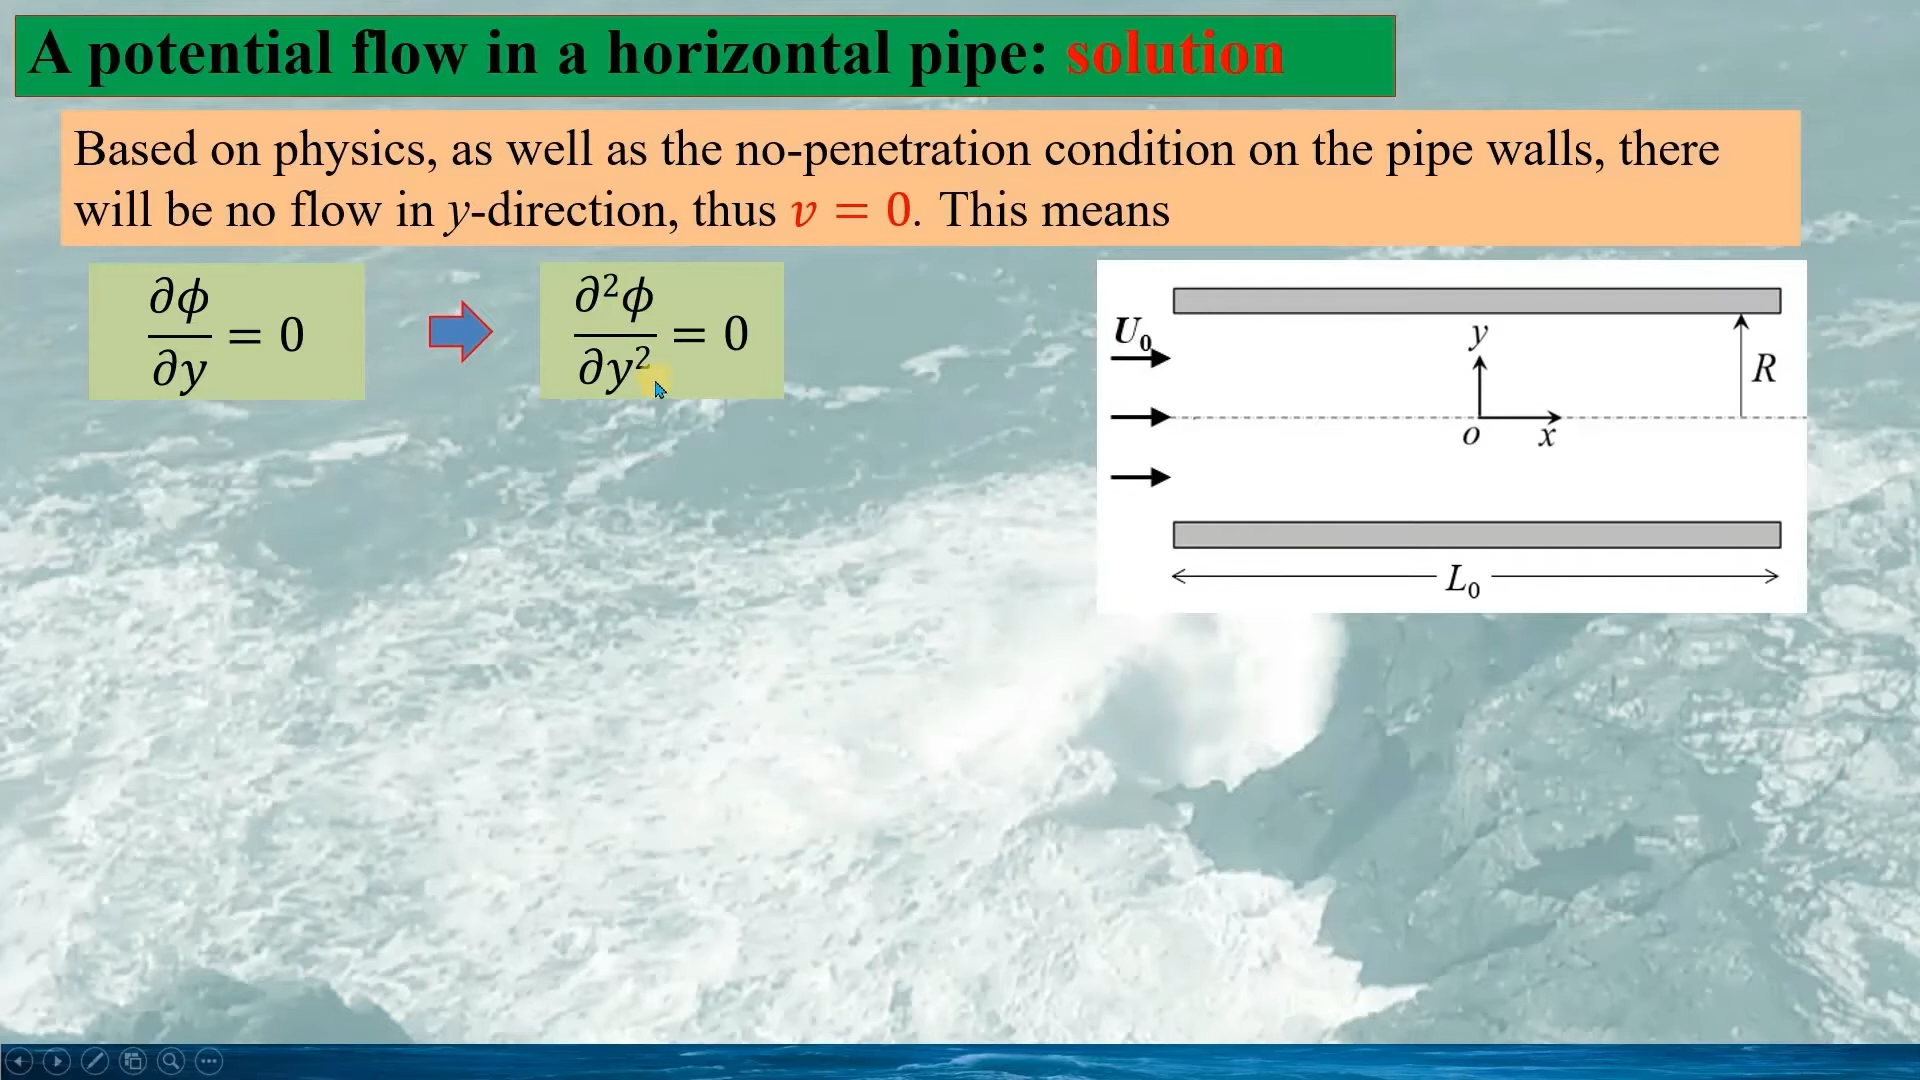 A potential flow in a horizontal pipe: solution
Based on physics, as well as the no-penetration condition on the pipe walls, there
will be no flow in y-direction, thus v = 0. This means
∂ϕ/∂y = 0
∂²ϕ/∂y² = 0
U₀
y
R
o
x
L₀